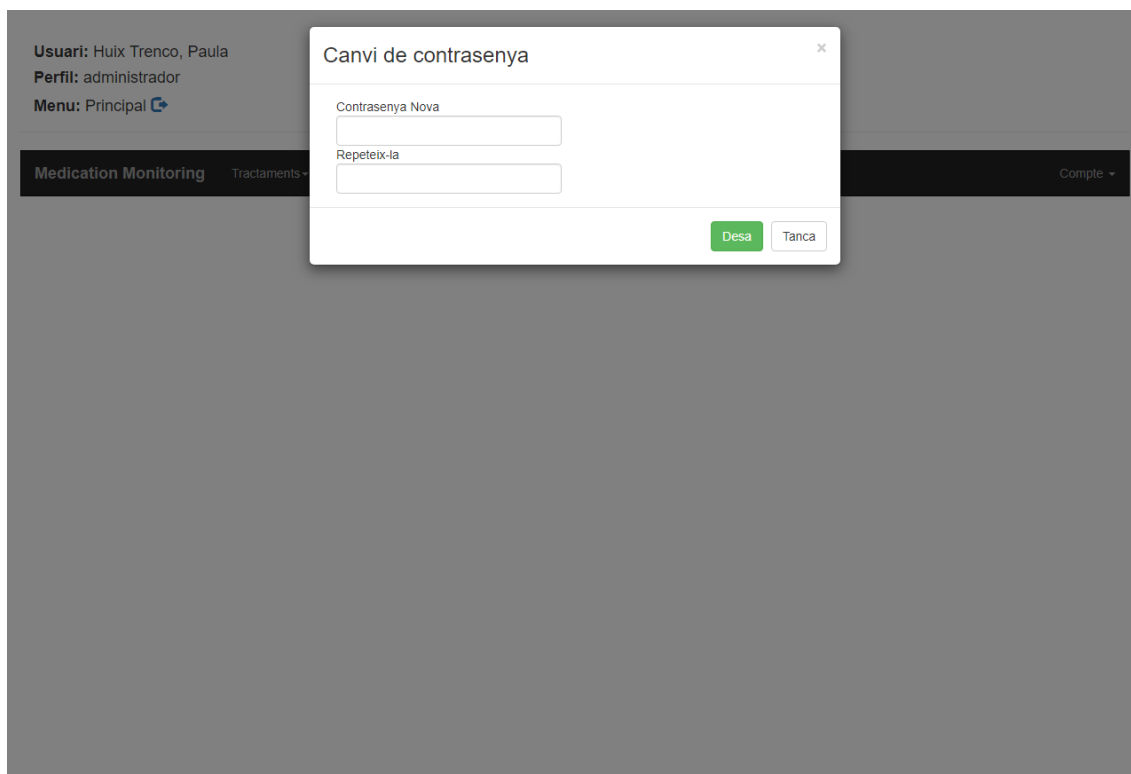 Usuari: Huix Trenco, Paula
Perfil: administrador
Menu: Principal
Canvi de contrasenya
×
Contrasenya Nova
Repeteix-la
Desa Tanca
Medication Monitoring Tractaments Compte